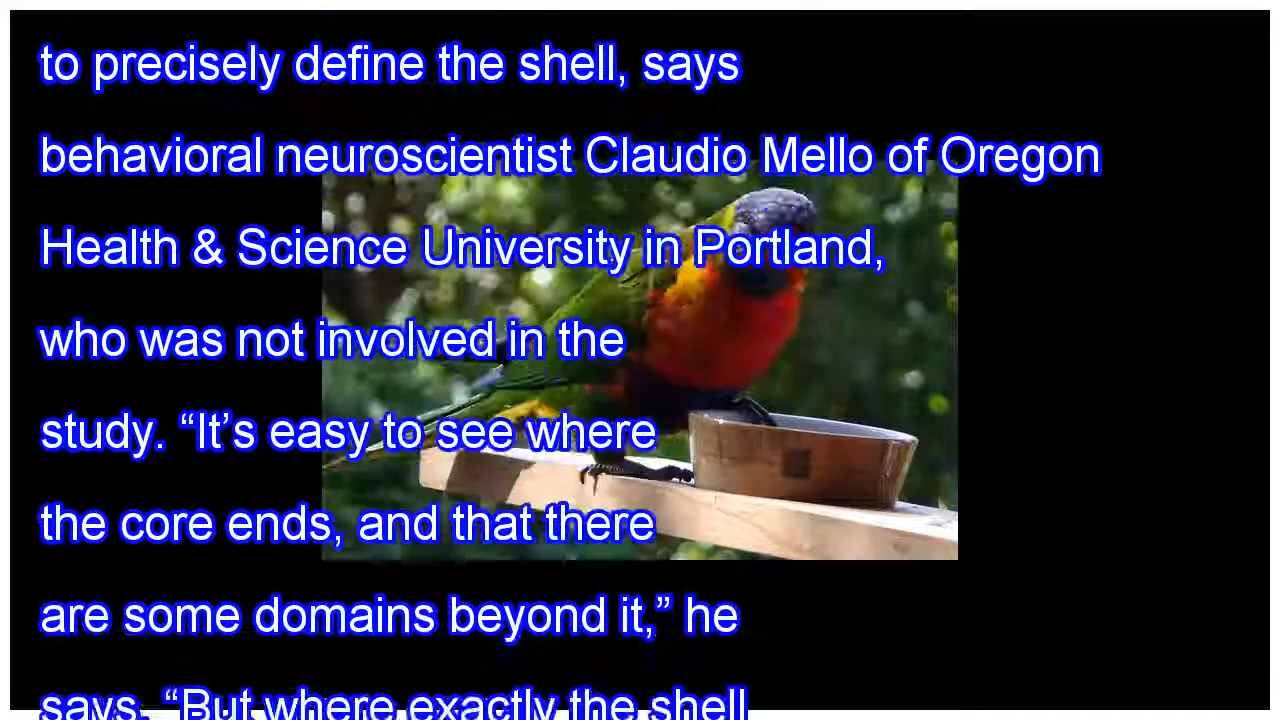 to precisely define the shell, says
behavioral neuroscientist Claudio Mello of Oregon
Health & Science University in Portland,
who was not involved in the
study. “It’s easy to see where
the core ends, and that there
are some domains beyond it,” he
says. “But where exactly the shell